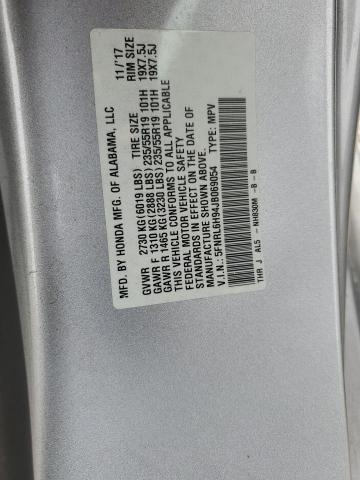 MFD. BY HONDA MFG. OF ALABAMA, LLC 11/'17
TIRE SIZE RIM SIZE
GVWR 2730 KG(6019 LBS)
GAWR F 1310 KG(2888 LBS) 235/55R19 101H 19X7.5J
GAWR R 1465 KG(3230 LBS) 235/55R19 101H 19X7.5J
THIS VEHICLE CONFORMS TO ALL APPLICABLE
FEDERAL MOTOR VEHICLE SAFETY
STANDARDS IN EFFECT ON THE DATE OF
MANUFACTURE SHOWN ABOVE.
V.I.N.: 5FNRL6H94JB069054 TYPE: MPV
THR J AL5 - NH830M -B - B